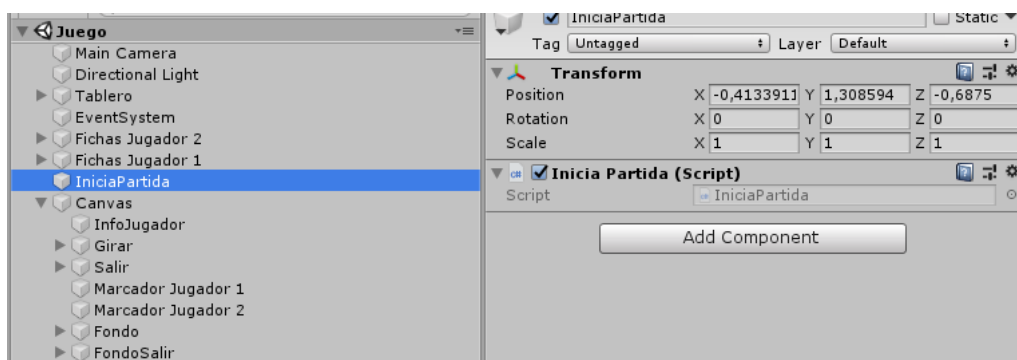 Juego
Main Camera
Directional Light
Tablero
EventSystem
Fichas Jugador 2
Fichas Jugador 1
IniciaPartida
Canvas
InfoJugador
Girar
Salir
Marcador Jugador 1
Marcador Jugador 2
Fondo
FondoSalir
IniciaPartida Static
Tag Untagged Layer Default
Transform
Position X -0,4133911 Y 1,308594 Z -0,6875
Rotation X 0 Y 0 Z 0
Scale X 1 Y 1 Z 1
C# Inicia Partida (Script)
Script IniciaPartida
Add Component